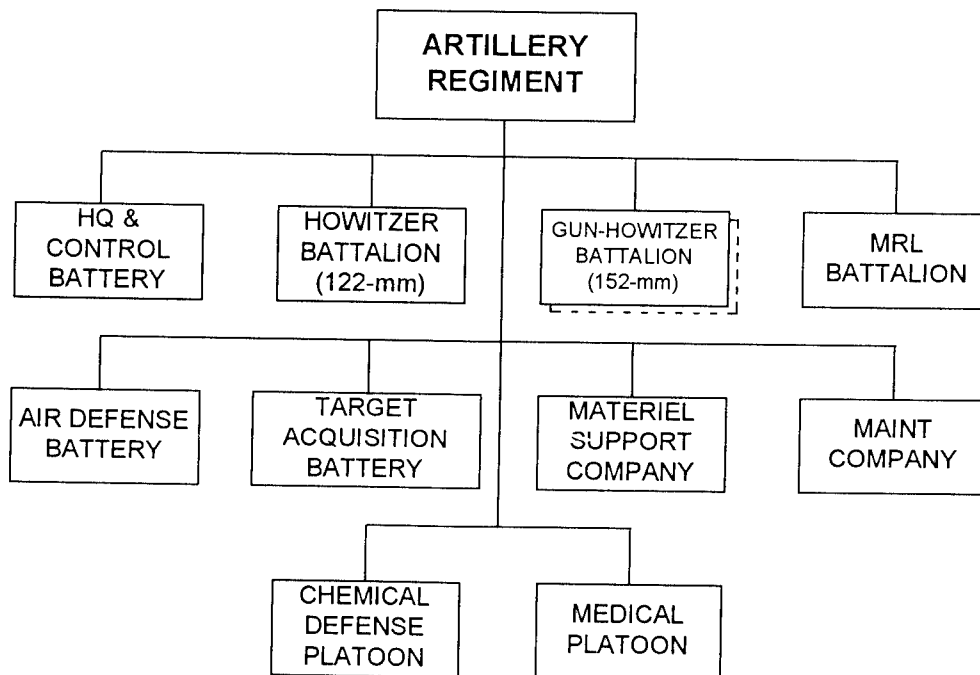 ARTILLERY
REGIMENT
HQ &
CONTROL
BATTERY
HOWITZER
BATTALION
(122-mm)
GUN-HOWITZER
BATTALION
(152-mm)
MRL
BATTALION
AIR DEFENSE
BATTERY
TARGET
ACQUISITION
BATTERY
MATERIEL
SUPPORT
COMPANY
MAINT
COMPANY
CHEMICAL
DEFENSE
PLATOON
MEDICAL
PLATOON